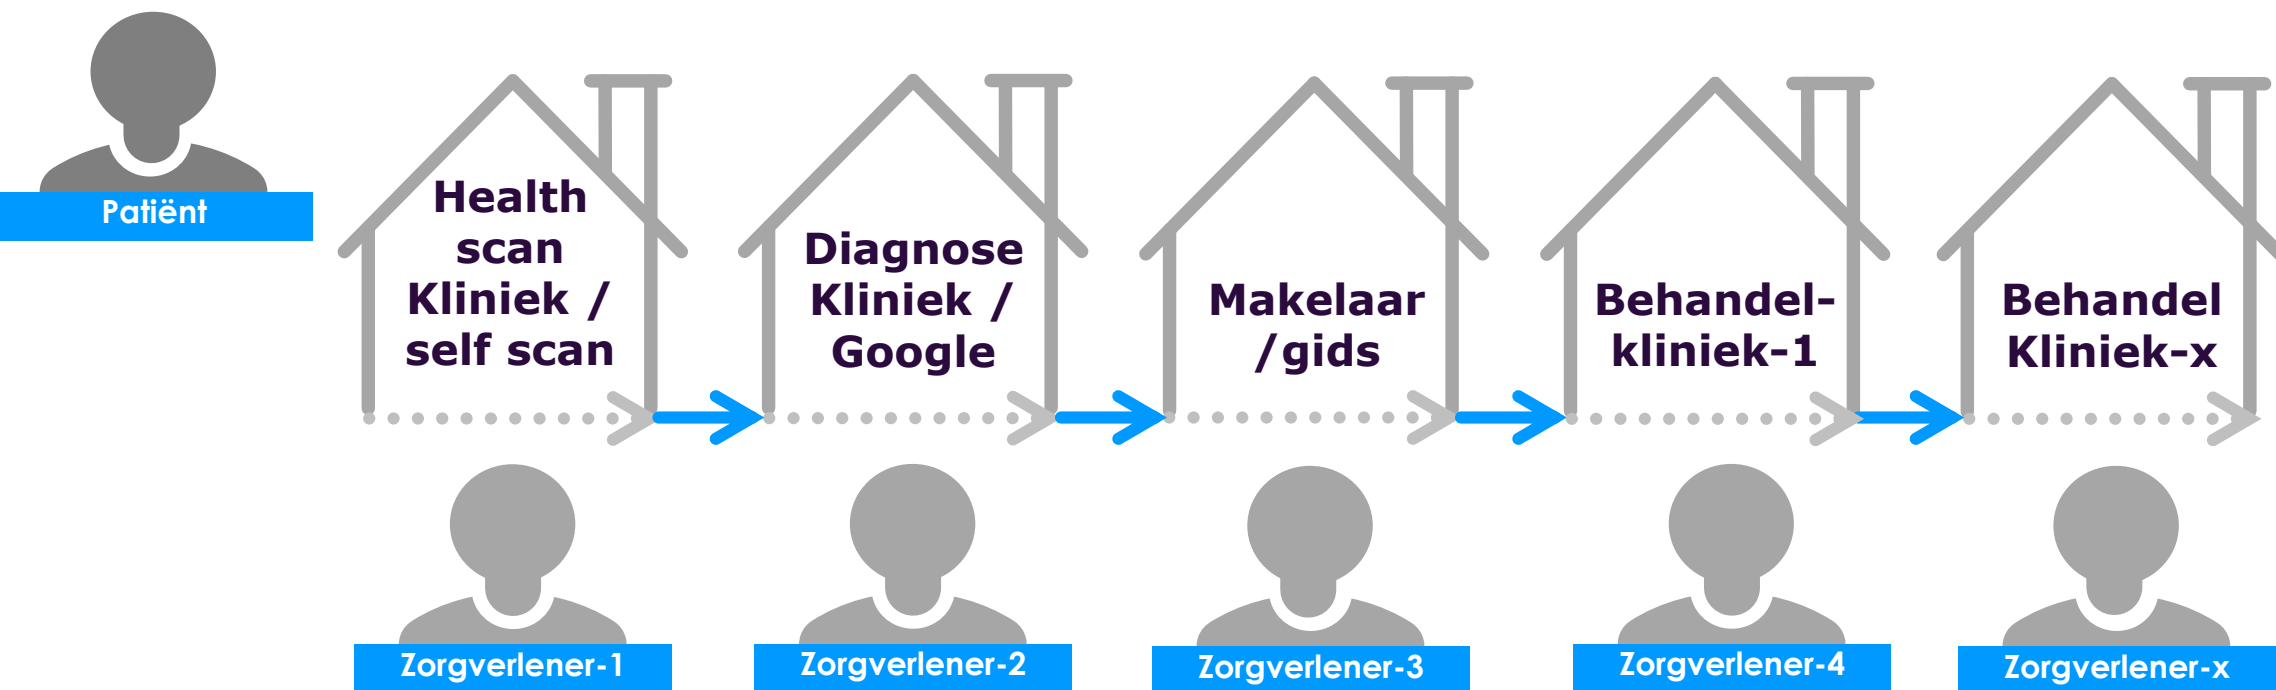 Patiënt
Health
scan
Kliniek /
self scan
Diagnose
Kliniek /
Google
Makelaar
/gids
Behandel-
kliniek-1
Behandel
Kliniek-x
Zorgverlener-1
Zorgverlener-2
Zorgverlener-3
Zorgverlener-4
Zorgverlener-x